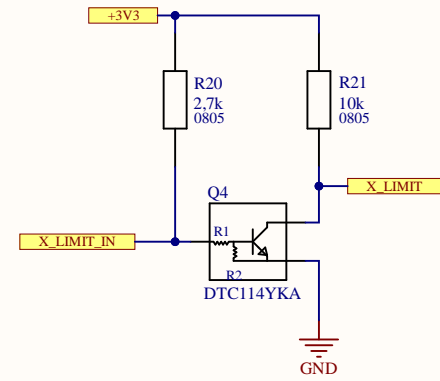 +3V3
R20
2,7k
0805
R21
10k
0805
X_LIMIT
Q4
X_LIMIT_IN
R1
R2
DTC114YKA
GND